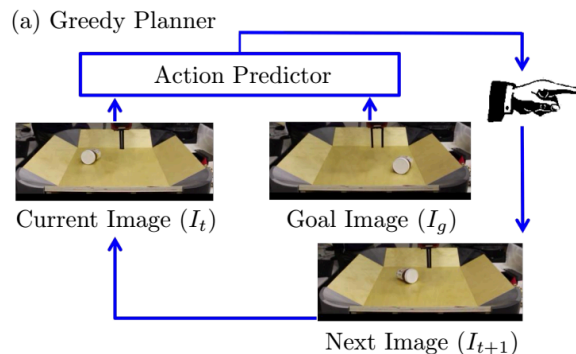 (a) Greedy Planner
Action Predictor
Current Image (I_t)
Goal Image (I_g)
Next Image (I_{t+1})